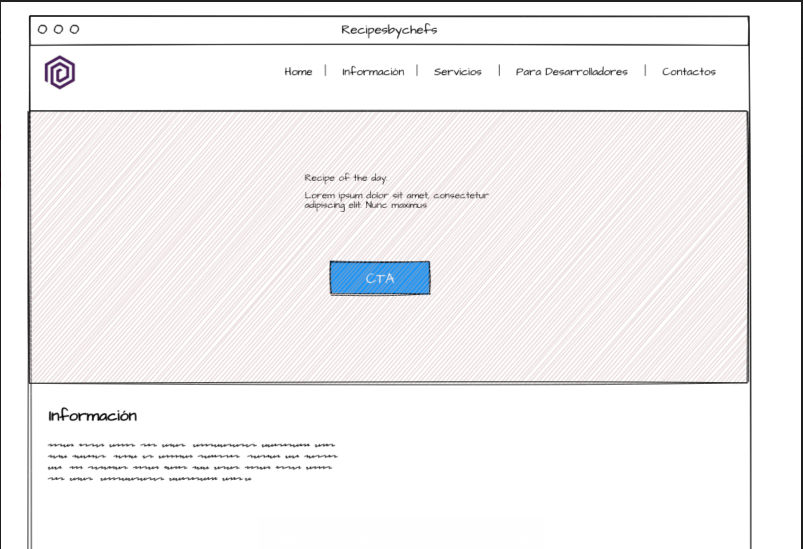 Recipesbychefs
Home | Información | Servicios | Para Desarrolladores | Contactos
Recipe of the day.
Lorem ipsum dolor sit amet, consectetur
adipiscing elit. Nunc maximus
CTA
Información